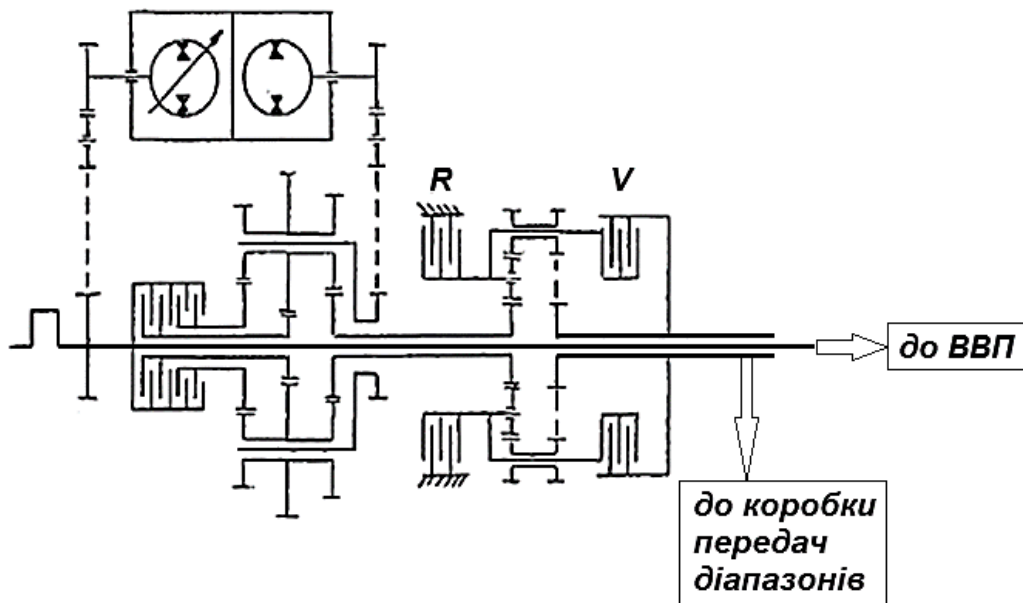 R
V
до ВВП
до коробки
передач
діапазонів